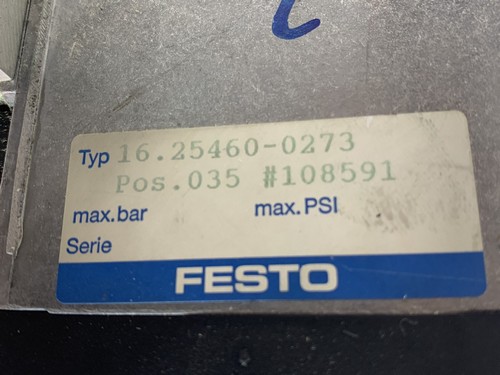 Typ 16.25460-0273
Pos.035 #108591
max.bar max.PSI
Serie
FESTO